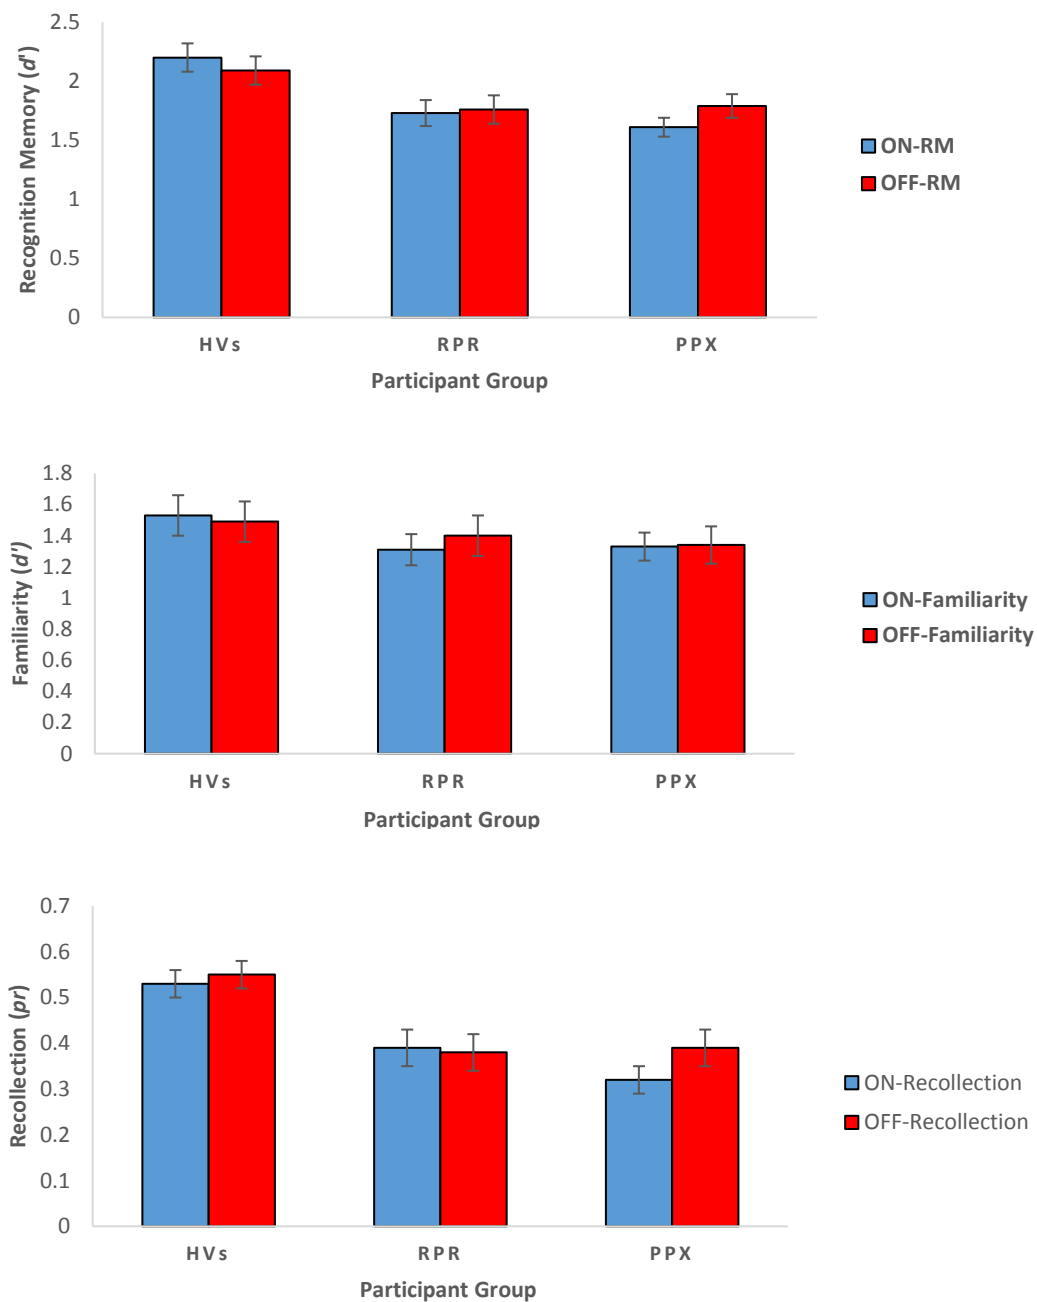 2.5
2
1.5
1
0.5
0
Recognition Memory (d')
HVs
RPR
PPX
Participant Group
ON-RM
OFF-RM
1.8
1.6
1.4
1.2
1
0.8
0.6
0.4
0.2
0
Familiarity (d')
HVs
RPR
PPX
Participant Group
ON-Familiarity
OFF-Familiarity
0.7
0.6
0.5
0.4
0.3
0.2
0.1
0
Recollection (pr)
HVs
RPR
PPX
Participant Group
ON-Recollection
OFF-Recollection